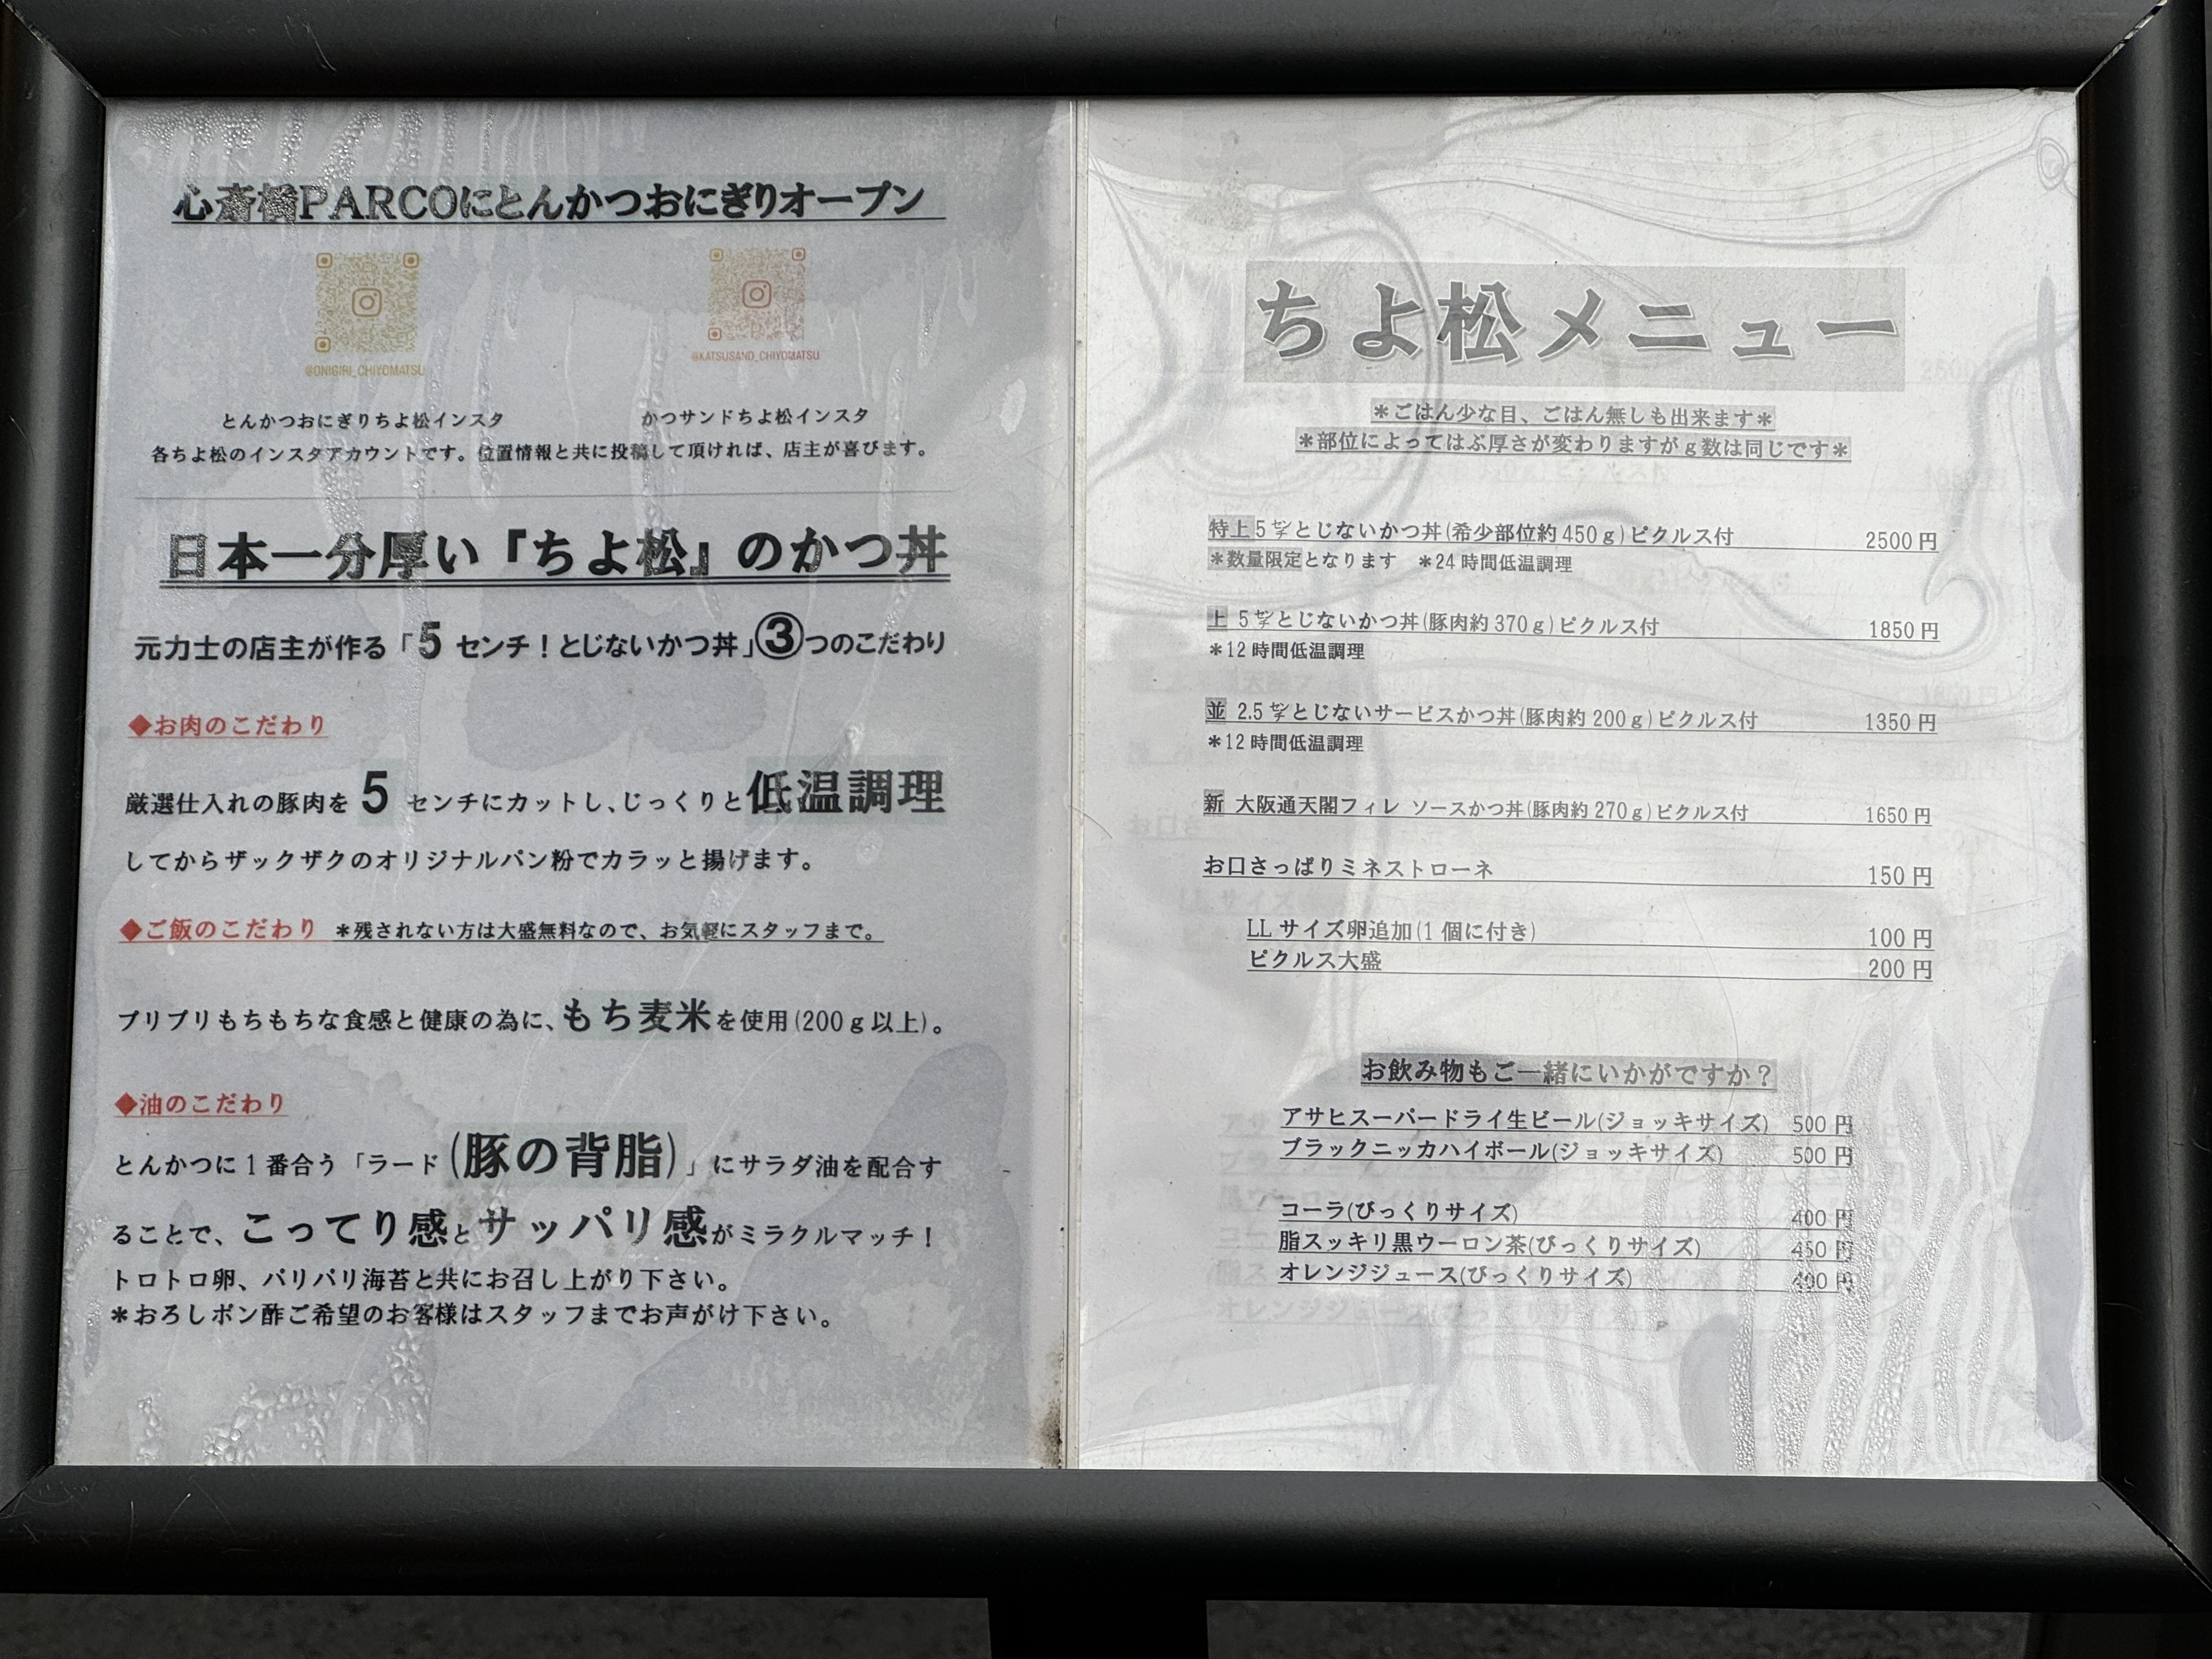 心斎橋PARCOにとんかつおにぎりオープン
@ONIGIRI_CHIYOMATSU
@KATSUSAND_CHIYOMATSU
とんかつおにぎりちよ松インスタ
かつサンドちよ松インスタ
各ちよ松のインスタアカウントです。位置情報と共に投稿して頂ければ、店主が喜びます。
日本一分厚い『ちよ松』のかつ丼
元力士の店主が作る「5 センチ！とじないかつ丼」③つのこだわり
◆お肉のこだわり
厳選仕入れの豚肉を 5 センチにカットし、じっくりと低温調理
してからザックザクのオリジナルパン粉でカラッと揚げます。
◆ご飯のこだわり ＊残されない方は大盛無料なので、お気軽にスタッフまで。
プリプリもちもちな食感と健康の為に、もち麦米を使用(200ｇ以上)。
◆油のこだわり
とんかつに１番合う「ラード(豚の背脂)」にサラダ油を配合す
ることで、こってり感とサッパリ感がミラクルマッチ！
トロトロ卵、パリパリ海苔と共にお召し上がり下さい。
＊おろしポン酢ご希望のお客様はスタッフまでお声がけ下さい。
ちよ松メニュー
＊ごはん少な目、ごはん無しも出来ます＊
＊部位によってはぶ厚さが変わりますがｇ数は同じです＊
特上5㌢とじないかつ丼(希少部位約450ｇ)ピクルス付 2500円
＊数量限定となります ＊24時間低温調理
上 5㌢とじないかつ丼(豚肉約370ｇ)ピクルス付 1850円
＊12時間低温調理
並 2.5㌢とじないサービスかつ丼(豚肉約200ｇ)ピクルス付 1350円
＊12時間低温調理
新 大阪通天閣フィレ ソースかつ丼(豚肉約270ｇ)ピクルス付 1650円
お口さっぱりミネストローネ 150円
LLサイズ卵追加(1個に付き) 100円
ピクルス大盛 200円
お飲み物もご一緒にいかがですか？
アサヒスーパードライ生ビール(ジョッキサイズ) 500円
ブラックニッカハイボール(ジョッキサイズ) 500円
コーラ(びっくりサイズ) 400円
脂スッキリ黒ウーロン茶(びっくりサイズ) 450円
オレンジジュース(びっくりサイズ) 400円